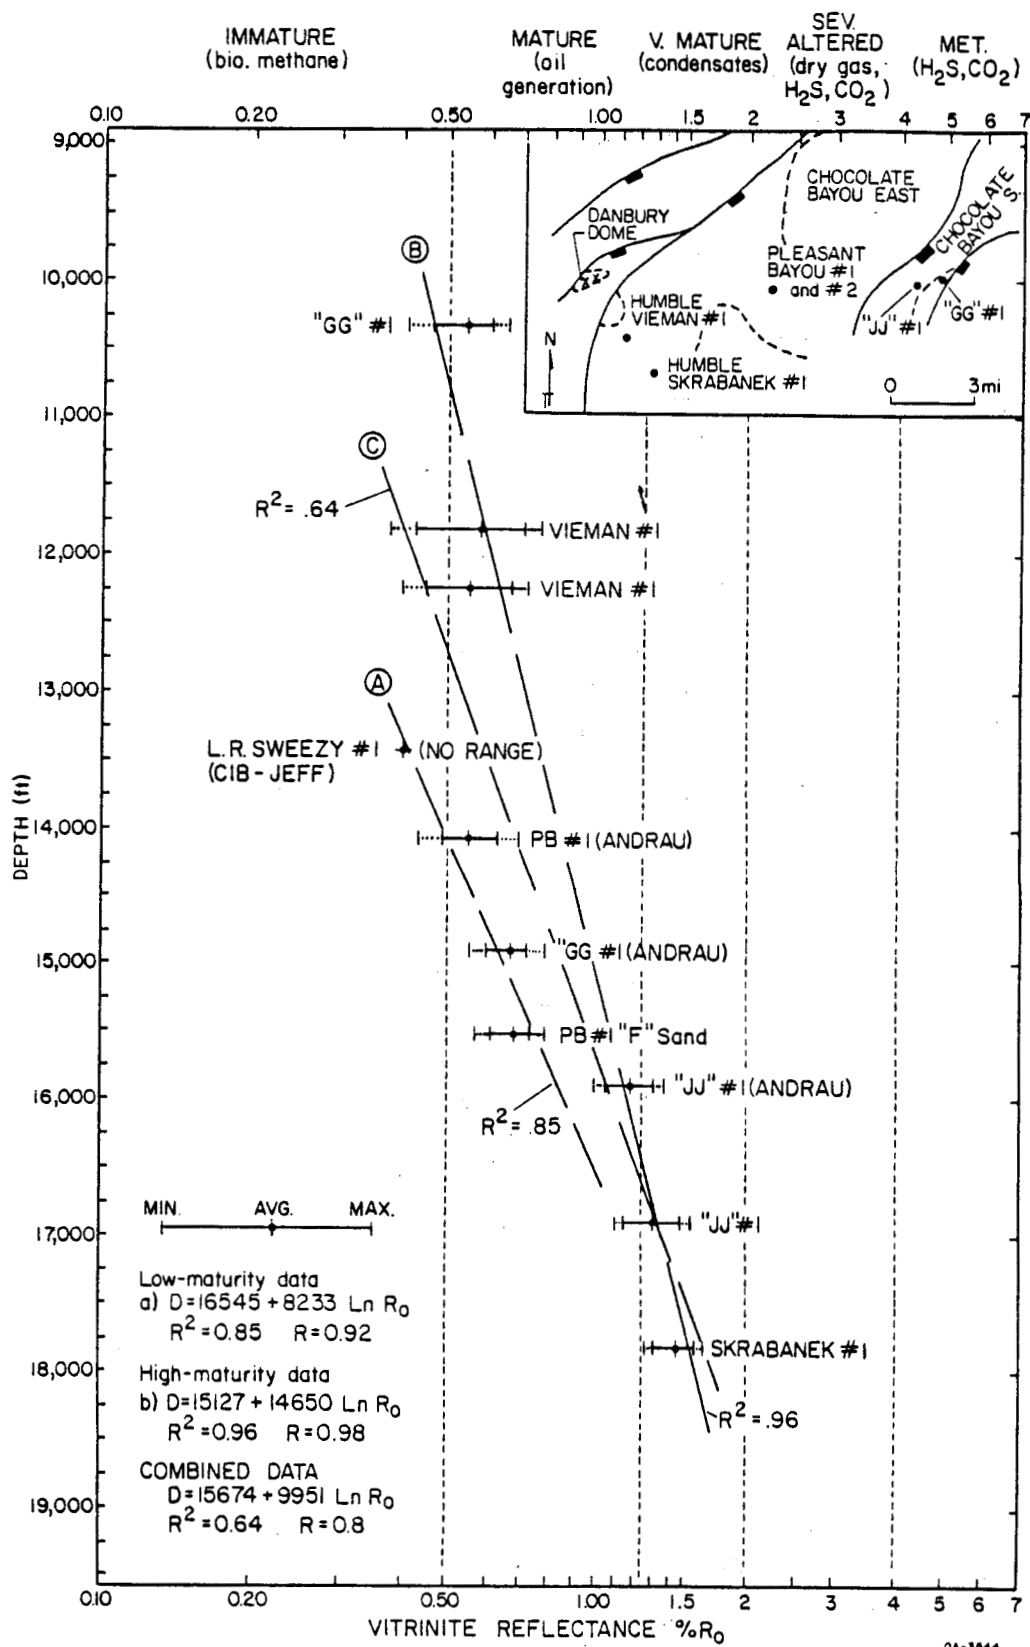 IMMATURE
(bio. methane)
MATURE
(oil
generation)
V. MATURE
(condensates)
SEV.
ALTERED
(dry gas,
H₂S, CO₂)
MET.
(H₂S, CO₂)
0.10 0.20 0.50 1.00 1.5 2 3 4 5 6 7
9,000
10,000
11,000
12,000
13,000
14,000
15,000
16,000
17,000
18,000
19,000
DEPTH (ft)
CHOCOLATE
BAYOU EAST
CHOCOLATE
BAYOU S.
DANBURY
DOME
PLEASANT
BAYOU #1
and #2
HUMBLE
VIEMAN #1
HUMBLE
SKRABANEK #1
"JJ" #1
"GG" #1
N
0 3mi
B
"GG" #1
C
R² = .64
VIEMAN #1
VIEMAN #1
A
L.R. SWEEZY #1 (NO RANGE)
(CIB-JEFF)
PB #1 (ANDRAU)
"GG #1 (ANDRAU)
PB #1 "F" Sand
"JJ" #1 (ANDRAU)
R² = .85
"JJ" #1
SKRABANEK #1
R² = .96
MIN. AVG. MAX.
Low-maturity data
a) D=16545+8233 Ln R₀
R²=0.85 R=0.92
High-maturity data
b) D=15127+14650 Ln R₀
R²=0.96 R=0.98
COMBINED DATA
D=15674+9951 Ln R₀
R²=0.64 R=0.8
0.10 0.20 0.50 1.00 1.5 2 3 4 5 6 7
VITRINITE REFLECTANCE %R₀